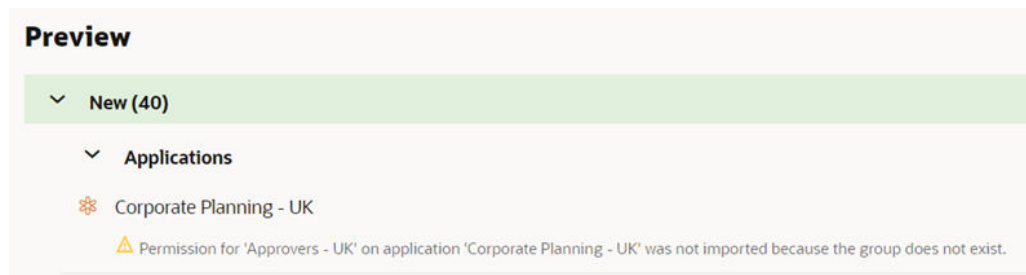 Preview
New (40)
Applications
Corporate Planning - UK
Permission for 'Approvers - UK' on application 'Corporate Planning - UK' was not imported because the group does not exist.